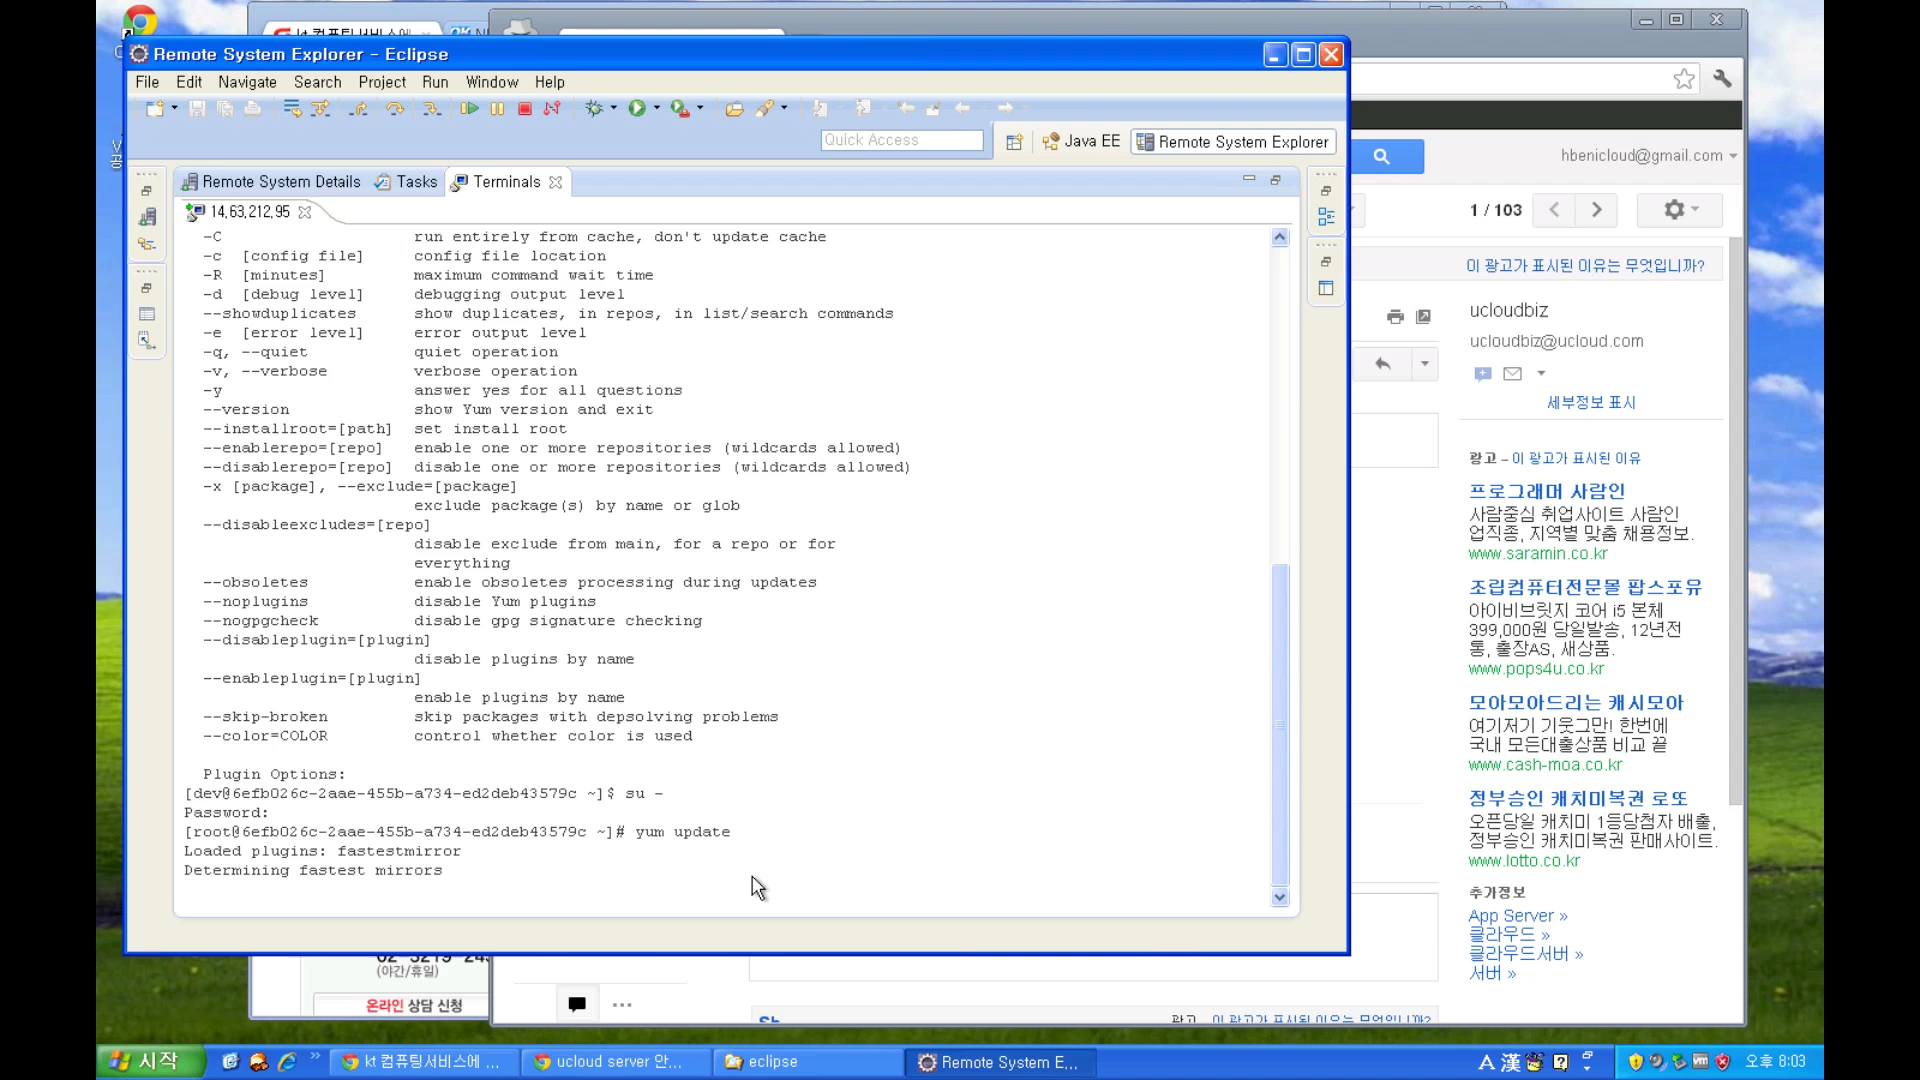 Remote System Explorer - Eclipse
File Edit Navigate Search Project Run Window Help
Quick Access
Java EE
Remote System Explorer
Remote System Details
Tasks
Terminals
14.63.212.95
-C run entirely from cache, don't update cache
-c [config file] config file location
-R [minutes] maximum command wait time
-d [debug level] debugging output level
--showduplicates show duplicates, in repos, in list/search commands
-e [error level] error output level
-q, --quiet quiet operation
-v, --verbose verbose operation
-y answer yes for all questions
--version show Yum version and exit
--installroot=[path] set install root
--enablerepo=[repo] enable one or more repositories (wildcards allowed)
--disablerepo=[repo] disable one or more repositories (wildcards allowed)
-x [package], --exclude=[package]
exclude package(s) by name or glob
--disableexcludes=[repo]
disable exclude from main, for a repo or for
everything
--obsoletes enable obsoletes processing during updates
--noplugins disable Yum plugins
--nogpgcheck disable gpg signature checking
--disableplugin=[plugin]
disable plugins by name
--enableplugin=[plugin]
enable plugins by name
--skip-broken skip packages with depsolving problems
--color=COLOR control whether color is used
Plugin Options:
[dev@6efb026c-2aae-455b-a734-ed2deb43579c ~]$ su -
Password:
[root@6efb026c-2aae-455b-a734-ed2deb43579c ~]# yum update
Loaded plugins: fastestmirror
Determining fastest mirrors
hbenicloud@gmail.com
1 / 103
이 광고가 표시된 이유는 무엇입니까?
ucloudbiz
ucloudbiz@ucloud.com
세부정보 표시
광고 – 이 광고가 표시된 이유
프로그래머 사람인
사람중심 취업사이트 사람인
업직종, 지역별 맞춤 채용정보.
www.saramin.co.kr
조립컴퓨터전문몰 팝스포유
아이비브릿지 코어 i5 본체
399,000원 당일발송, 12년전
통, 출장AS, 새상품.
www.pops4u.co.kr
모아모아드리는 캐시모아
여기저기 기웃그만! 한번에
국내 모든대출상품 비교 끝
www.cash-moa.co.kr
정부승인 캐치미복권 로또
오픈당일 캐치미 1등당첨자 배출,
정부승인 캐치미복권 판매사이트.
www.lotto.co.kr
추가정보
App Server »
클라우드 »
클라우드서버 »
서버 »
(야간/휴일)
온라인 상담 신청
광고 – 이 광고가 표시된 이유는 무엇입니까?
시작
kt 컴퓨팅서비스에 ...
ucloud server 안...
eclipse
Remote System E...
A 漢
오후 8:03